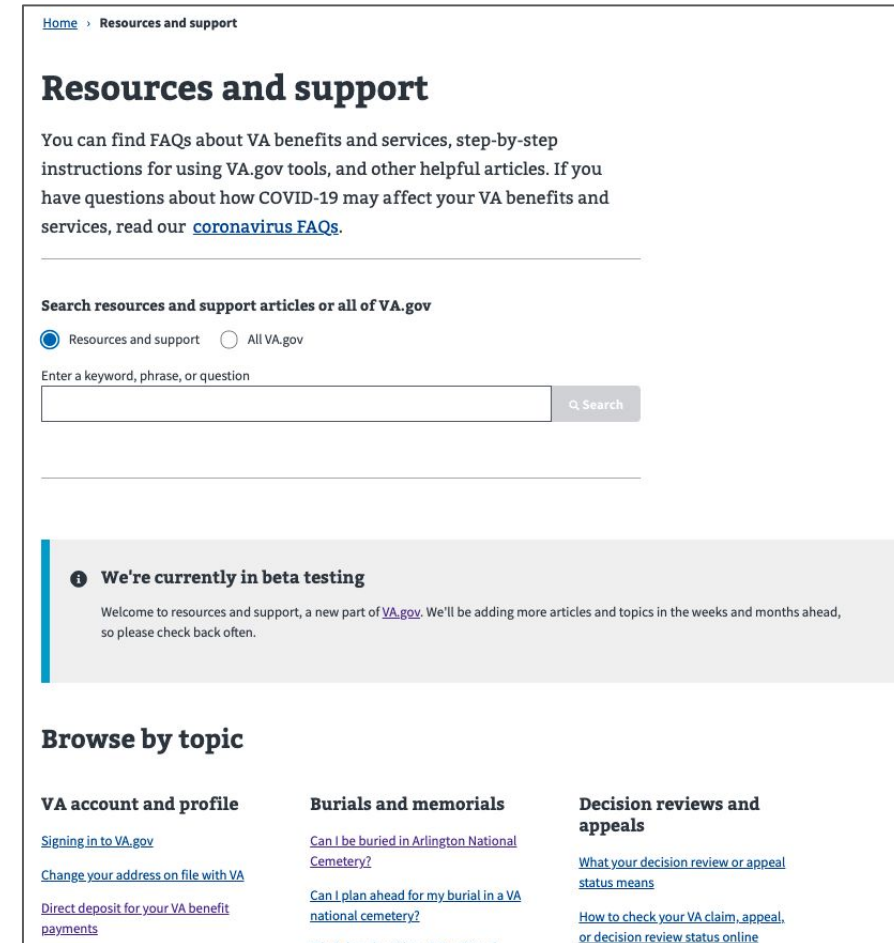 Home › Resources and support
Resources and support
You can find FAQs about VA benefits and services, step-by-step
instructions for using VA.gov tools, and other helpful articles. If you
have questions about how COVID-19 may affect your VA benefits and
services, read our coronavirus FAQs.
Search resources and support articles or all of VA.gov
Resources and support All VA.gov
Enter a keyword, phrase, or question
Search
We're currently in beta testing
Welcome to resources and support, a new part of VA.gov. We'll be adding more articles and topics in the weeks and months ahead,
so please check back often.
Browse by topic
VA account and profile
Signing in to VA.gov
Change your address on file with VA
Direct deposit for your VA benefit
payments
Burials and memorials
Can I be buried in Arlington National
Cemetery?
Can I plan ahead for my burial in a VA
national cemetery?
Decision reviews and
appeals
What your decision review or appeal
status means
How to check your VA claim, appeal,
or decision review status online